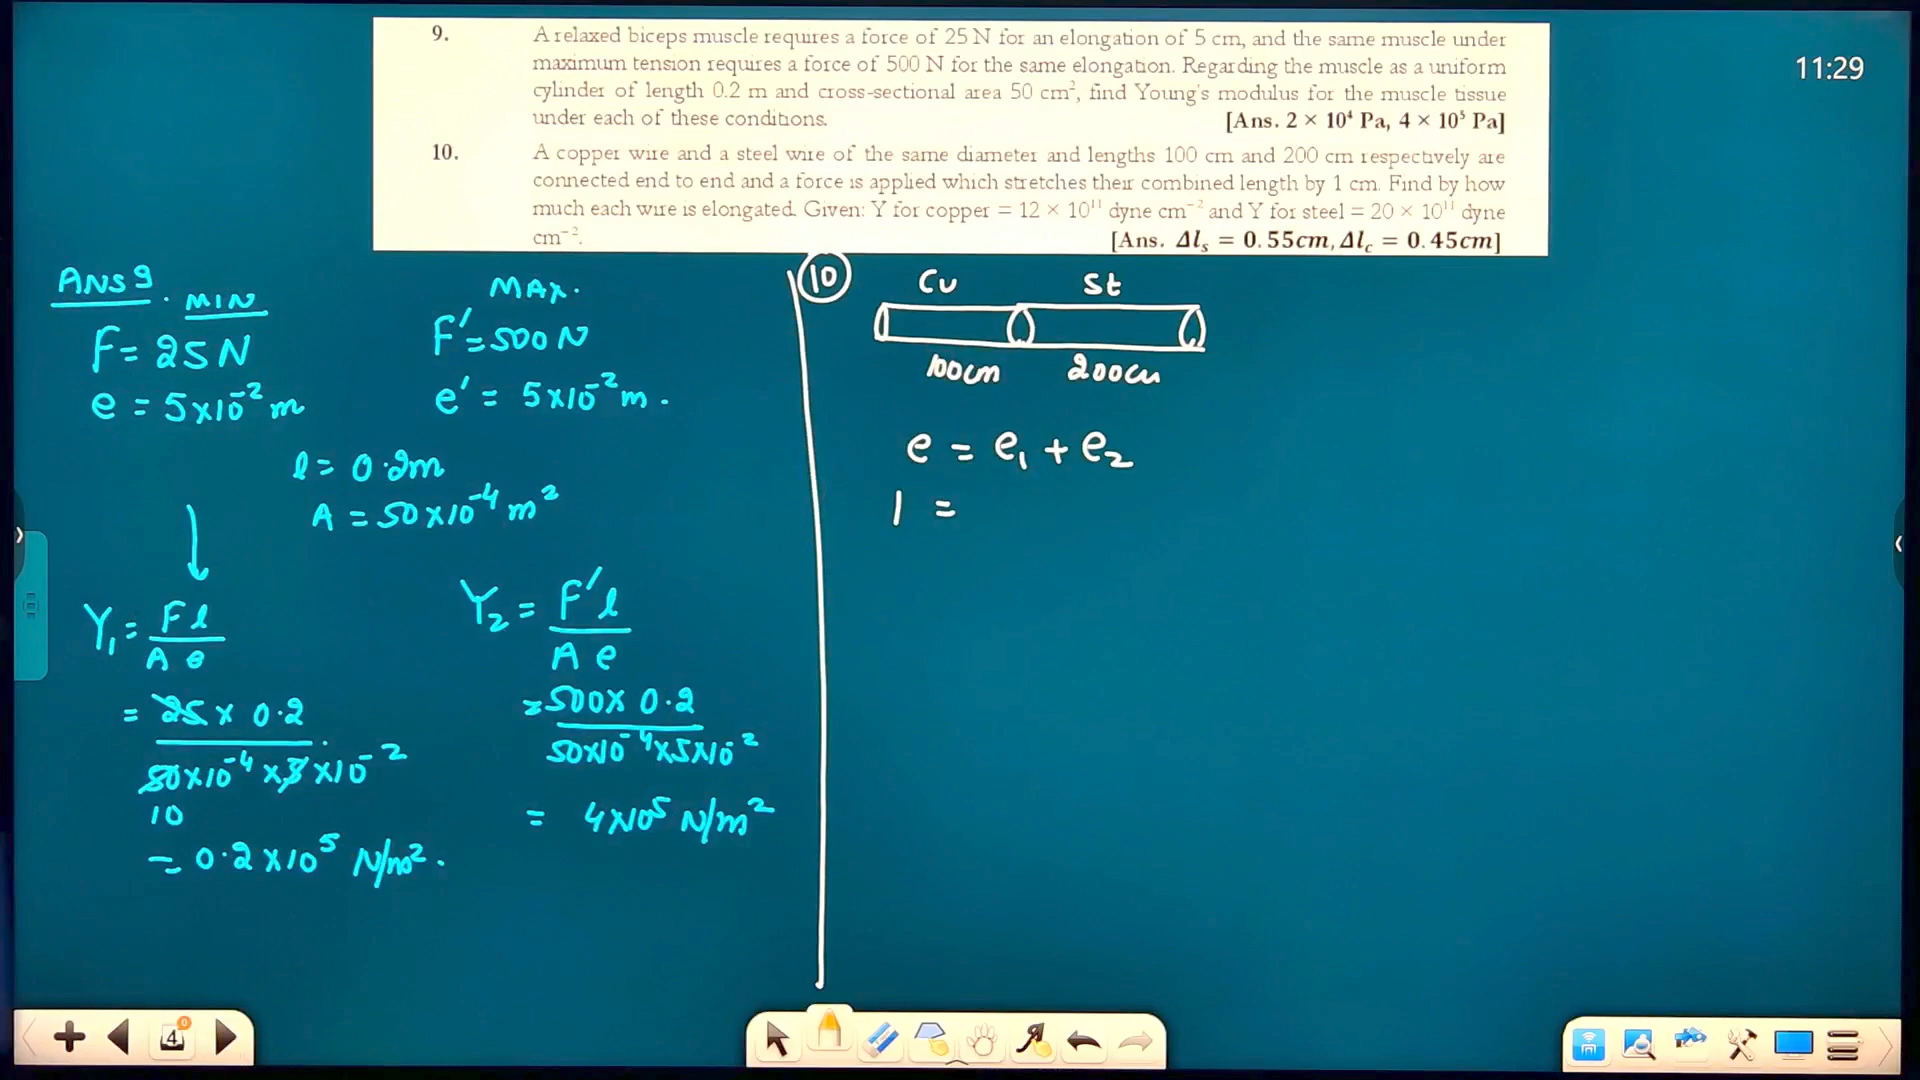 9. A relaxed biceps muscle requires a force of 25 N for an elongation of 5 cm, and the same muscle under
maximum tension requires a force of 500 N for the same elongation. Regarding the muscle as a uniform
cylinder of length 0.2 m and cross-sectional area 50 cm², find Young's modulus for the muscle tissue
under each of these conditions. [Ans. 2 × 10⁴ Pa, 4 × 10⁵ Pa]
10. A copper wire and a steel wire of the same diameter and lengths 100 cm and 200 cm respectively are
connected end to end and a force is applied which stretches their combined length by 1 cm. Find by how
much each wire is elongated. Given: Y for copper = 12 × 10¹¹ dyne cm⁻² and Y for steel = 20 × 10¹¹ dyne
cm⁻². [Ans. Δlₛ = 0.55cm, Δl꜀ = 0.45cm]
11:29
ANS 9.
MIN
F = 25 N
e = 5×10⁻² m
MAX.
F' = 500 N
e' = 5×10⁻² m.
l = 0.2m
A = 50×10⁻⁴ m²
Y₁ = Fl / A e
= 25 × 0.2 / 50×10⁻⁴ × 5 × 10⁻²
10
= 0.2 × 10⁵ N/m².
Y₂ = F'l / A e
= 500 × 0.2 / 50×10⁻⁴ × 5×10⁻²
= 4×10⁵ N/m²
10
Cu St
100cm 200cm
e = e₁ + e₂
1 =
4
0